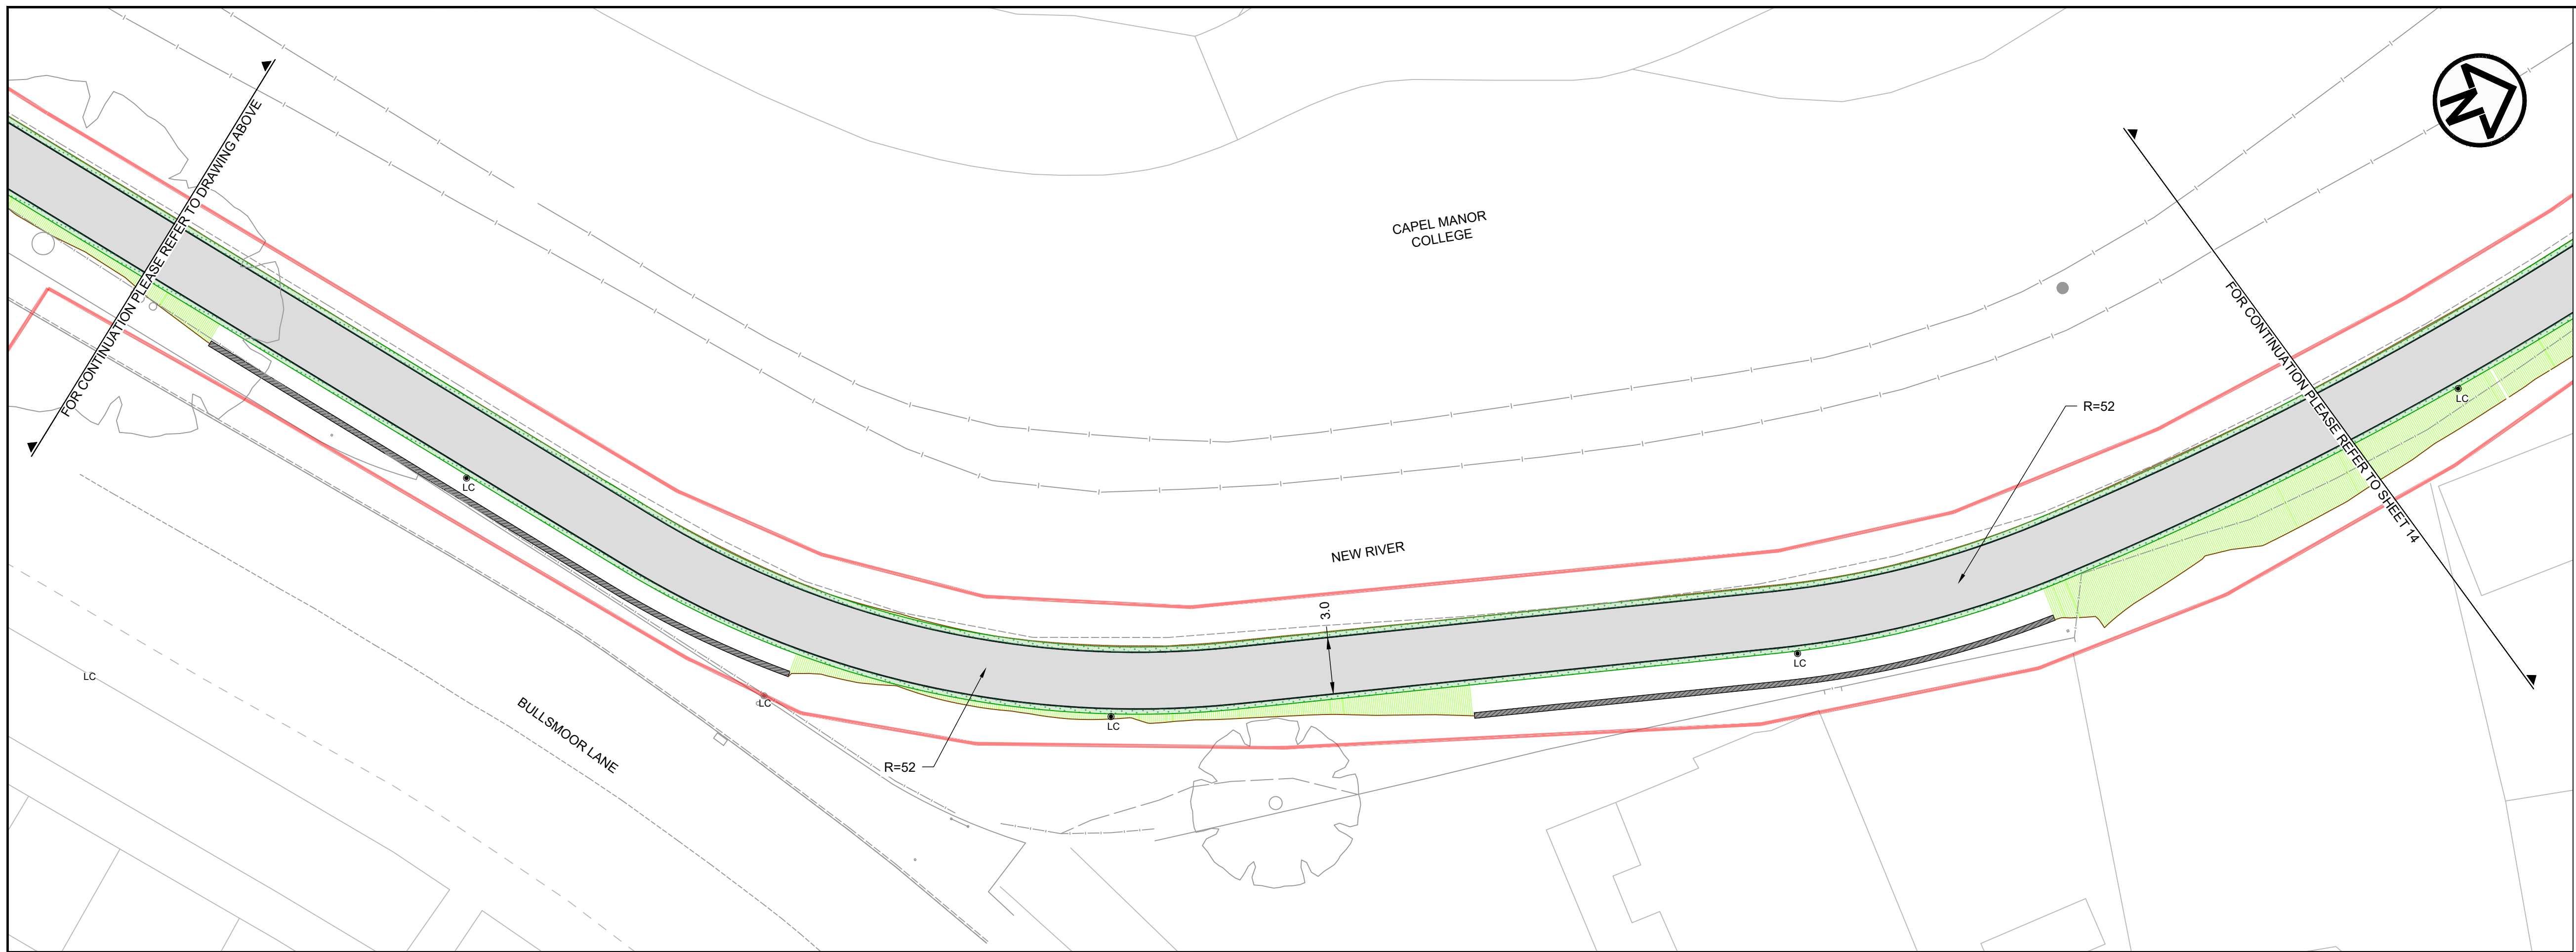 FOR CONTINUATION PLEASE REFER TO DRAWING ABOVE
N
CAPEL MANOR
COLLEGE
FOR CONTINUATION PLEASE REFER TO SHEET 14
LC
R=52
LC
NEW RIVER
3.0
LC
LC
LC
LC
BULLSMOOR LANE
R=52